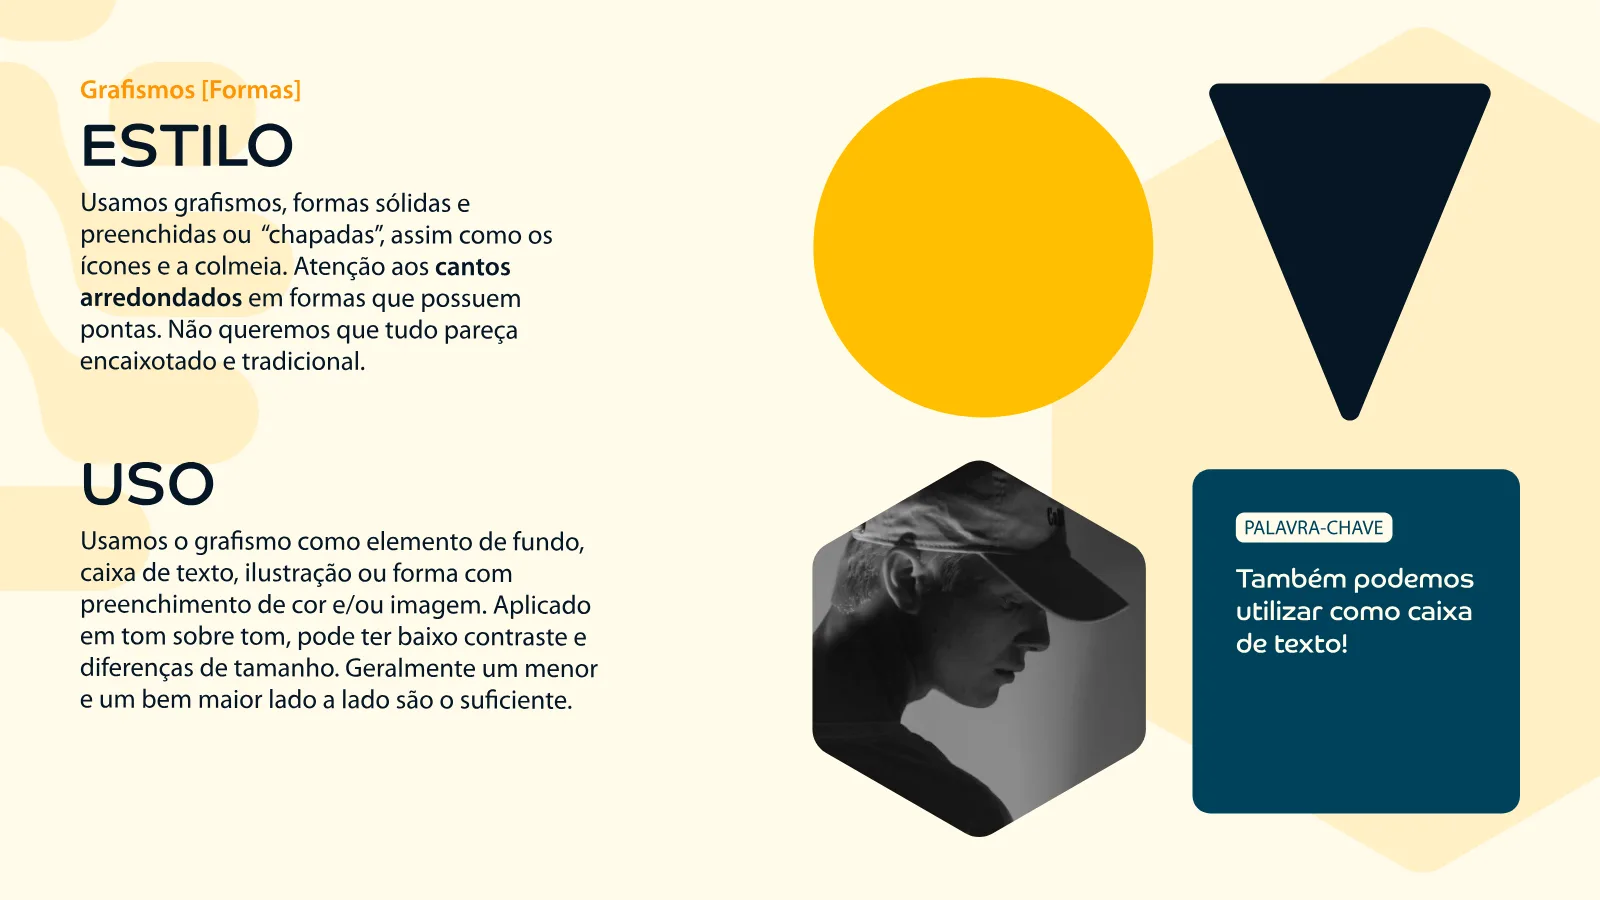 Grafismos [Formas]
ESTILO
Usamos grafismos, formas sólidas e
preenchidas ou “chapadas”, assim como os
ícones e a colmeia. Atenção aos cantos
arredondados em formas que possuem
pontas. Não queremos que tudo pareça
encaixotado e tradicional.
USO
Usamos o grafismo como elemento de fundo,
caixa de texto, ilustração ou forma com
preenchimento de cor e/ou imagem. Aplicado
em tom sobre tom, pode ter baixo contraste e
diferenças de tamanho. Geralmente um menor
e um bem maior lado a lado são o suficiente.
PALAVRA-CHAVE
Também podemos
utilizar como caixa
de texto!